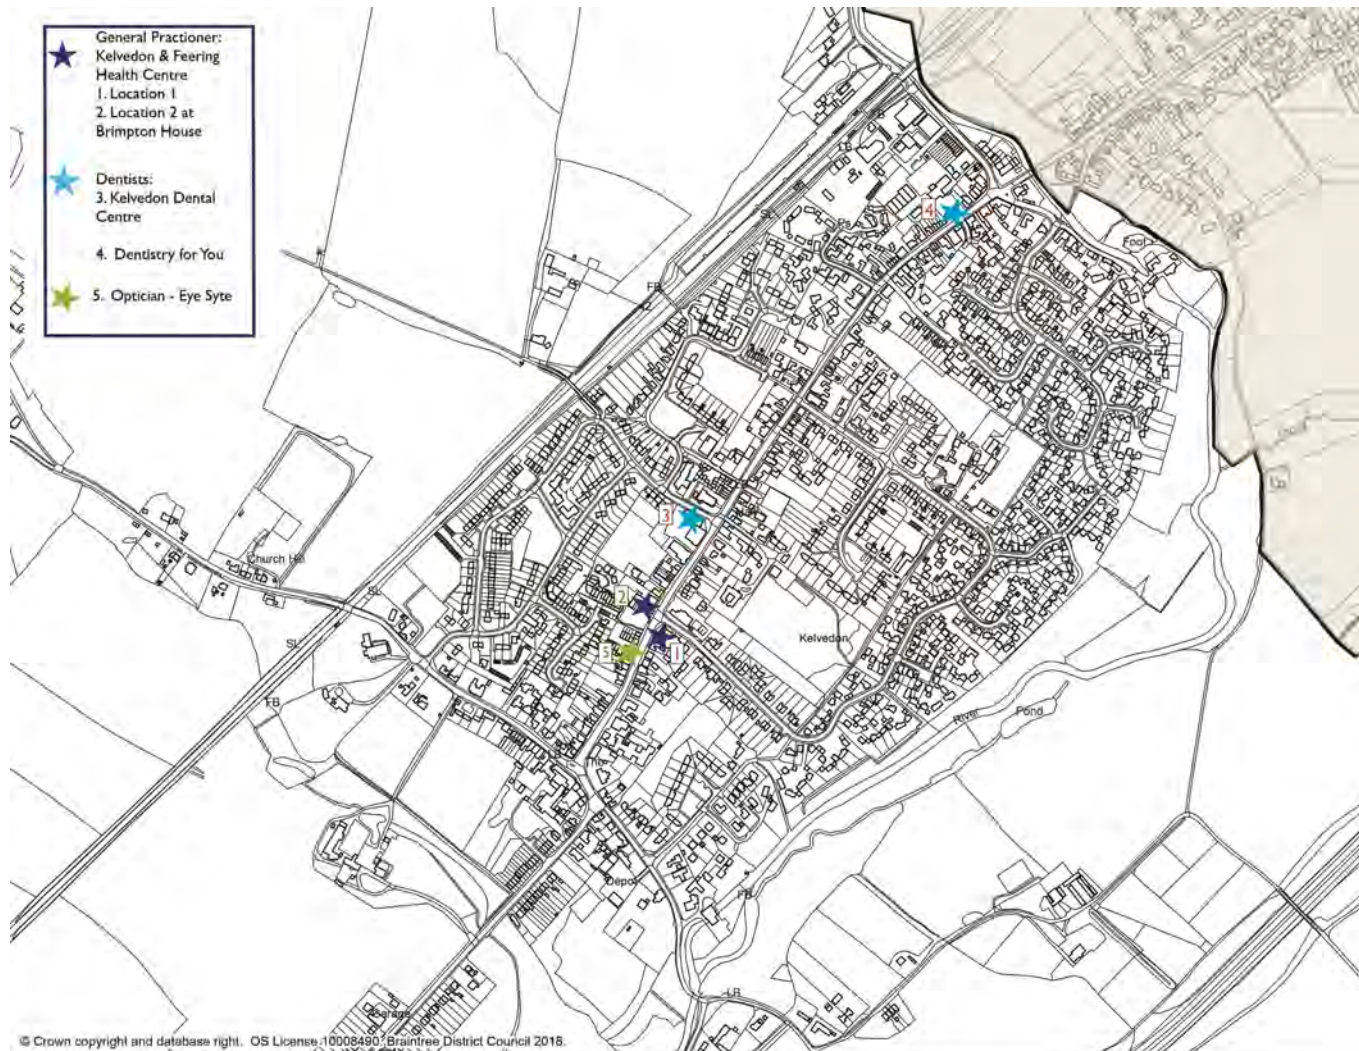 General Practioner:
Kelvedon & Feering
Health Centre
1. Location 1
2. Location 2 at
Brimpton House
Dentists:
3. Kelvedon Dental
Centre
4. Dentistry for You
5. Optician - Eye Syte
LB
4
SL
Ps
Foot
FB
3
Church Hill
2
Kelvedon
SL
5
1
FB
River
Pond
The
Depot
FB
LB
Garage
© Crown copyright and database right. OS License 10008490. Braintree District Council 2018.